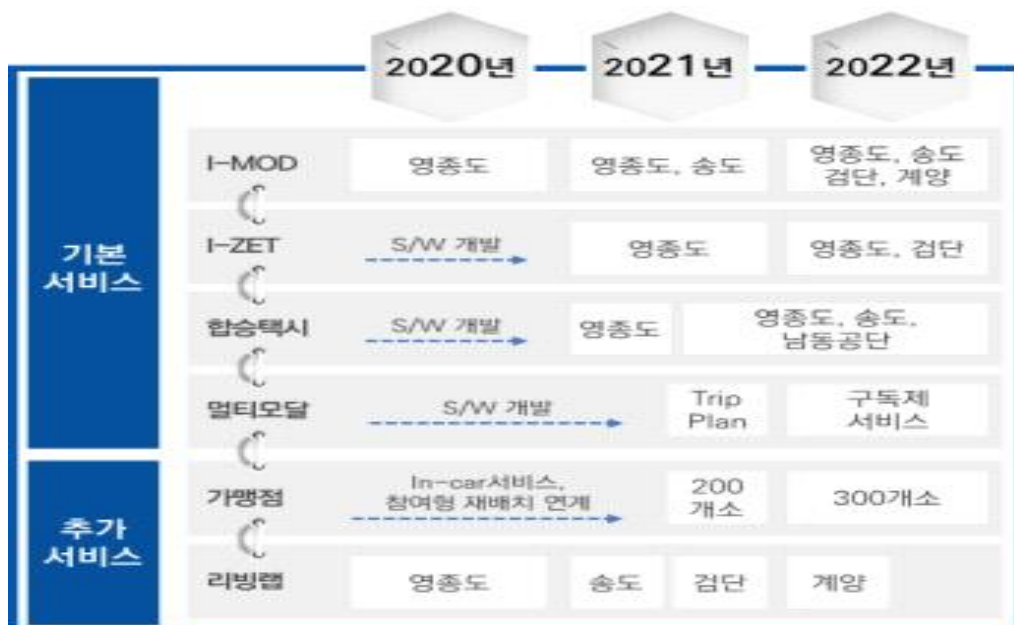 2020년 2021년 2022년
기본
서비스
I-MOD
영종도
영종도, 송도
영종도, 송도
검단, 계양
I-ZET
S/W 개발
영종도
영종도, 검단
합승택시
S/W 개발
영종도
영종도, 송도,
남동공단
멀티모달
S/W 개발
Trip
Plan
구독제
서비스
추가
서비스
가맹점
In-car서비스,
참여형 재배치 연계
200
개소
300개소
리빙랩
영종도
송도
검단
계양